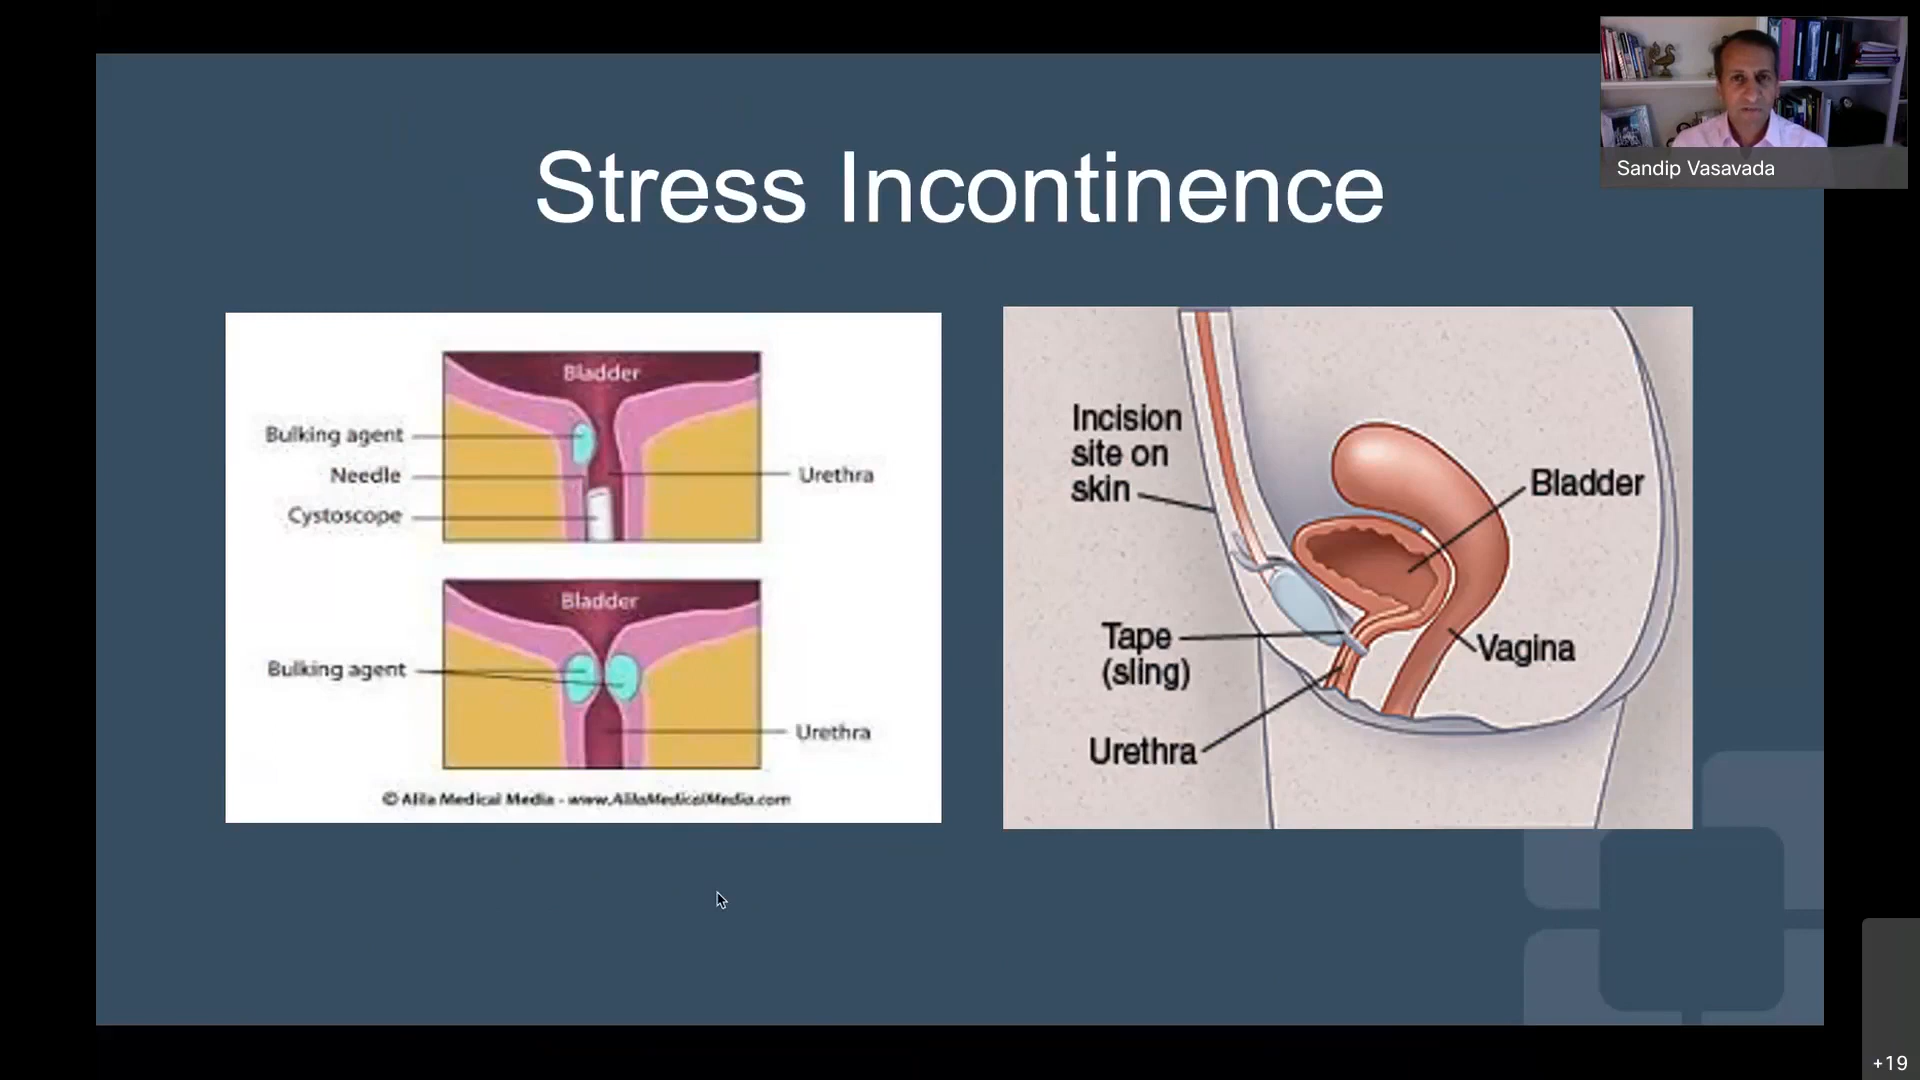 Sandip Vasavada
Stress Incontinence
Bladder
Bulking agent
Needle
Cystoscope
Urethra
Bladder
Bulking agent
Urethra
© Alila Medical Media - www.AlilaMedicalMedia.com
Incision
site on
skin
Bladder
Tape
(sling)
Vagina
Urethra
+19